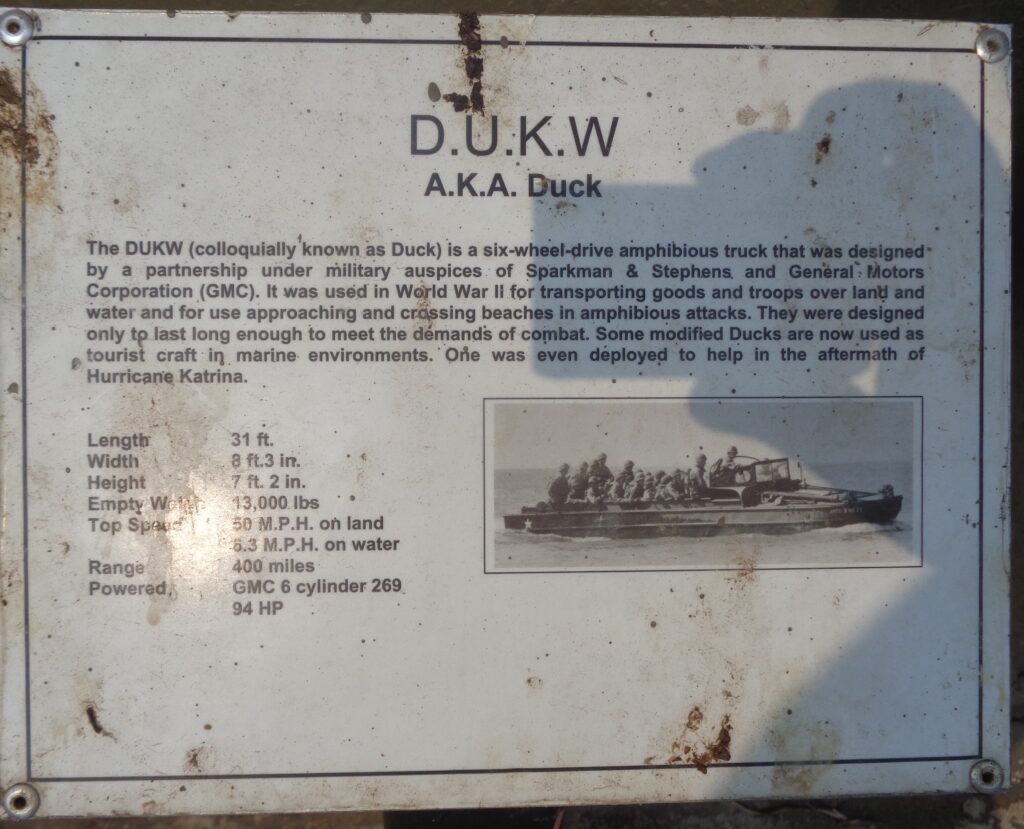 D.U.K.W
A.K.A. Duck
The DUKW (colloquially known as Duck) is a six-wheel-drive amphibious truck that was designed
by a partnership under military auspices of Sparkman & Stephens and General Motors
Corporation (GMC). It was used in World War II for transporting goods and troops over land and
water and for use approaching and crossing beaches in amphibious attacks. They were designed
only to last long enough to meet the demands of combat. Some modified Ducks are now used as
tourist craft in marine environments. One was even deployed to help in the aftermath of
Hurricane Katrina.
Length 31 ft.
Width 8 ft.3 in.
Height 7 ft. 2 in.
Empty 13,000 lbs
Top Speed 50 M.P.H. on land
6.3 M.P.H. on water
Range 400 miles
Powered GMC 6 cylinder 269
94 HP